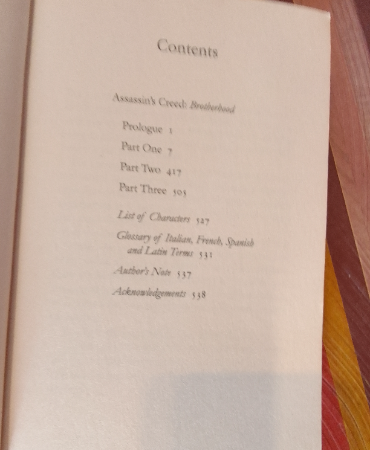 Contents
Assassin's Creed: Brotherhood
Prologue 1
Part One 7
Part Two 417
Part Three 505
List of Characters 527
Glossary of Italian, French, Spanish
and Latin Terms 531
Author's Note 537
Acknowledgements 538